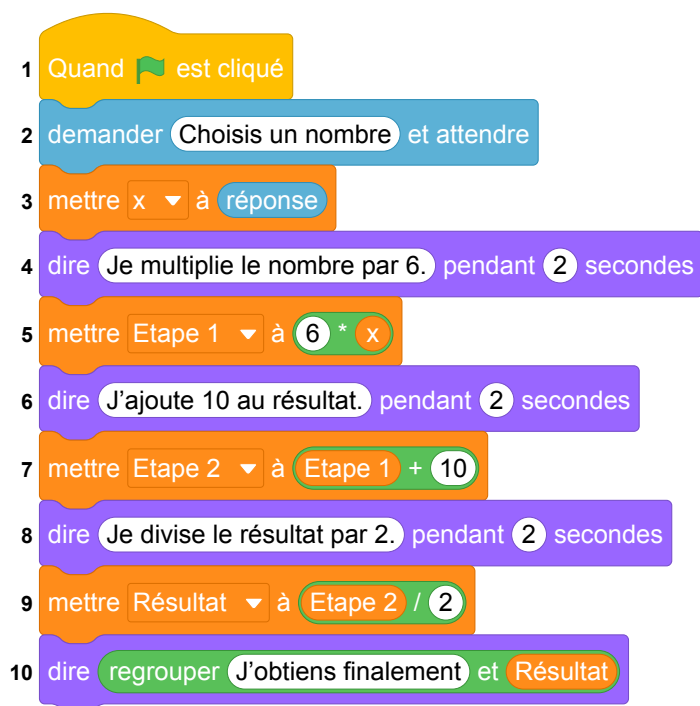 1 Quand est cliqué
2 demander Choisis un nombre et attendre
3 mettre x à réponse
4 dire Je multiplie le nombre par 6. pendant 2 secondes
5 mettre Etape 1 à 6 * x
6 dire J'ajoute 10 au résultat. pendant 2 secondes
7 mettre Etape 2 à Etape 1 + 10
8 dire Je divise le résultat par 2. pendant 2 secondes
9 mettre Résultat à Etape 2 / 2
10 dire regrouper J'obtiens finalement et Résultat